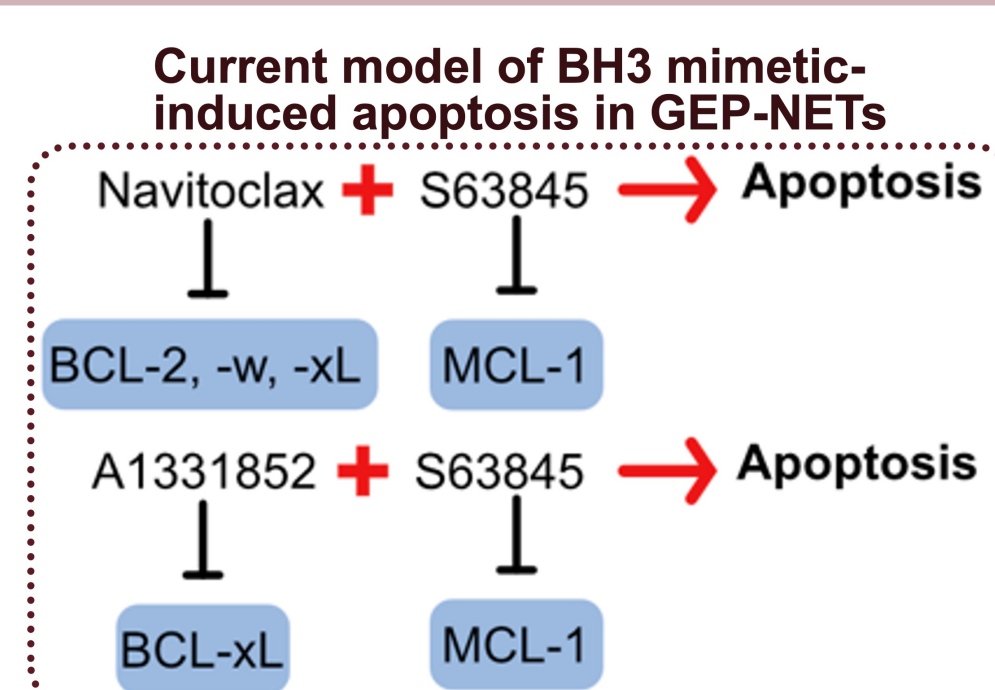 Current model of BH3 mimetic-
induced apoptosis in GEP-NETs
Navitoclax + S63845 → Apoptosis
BCL-2, -w, -xL MCL-1
A1331852 + S63845 → Apoptosis
BCL-xL MCL-1